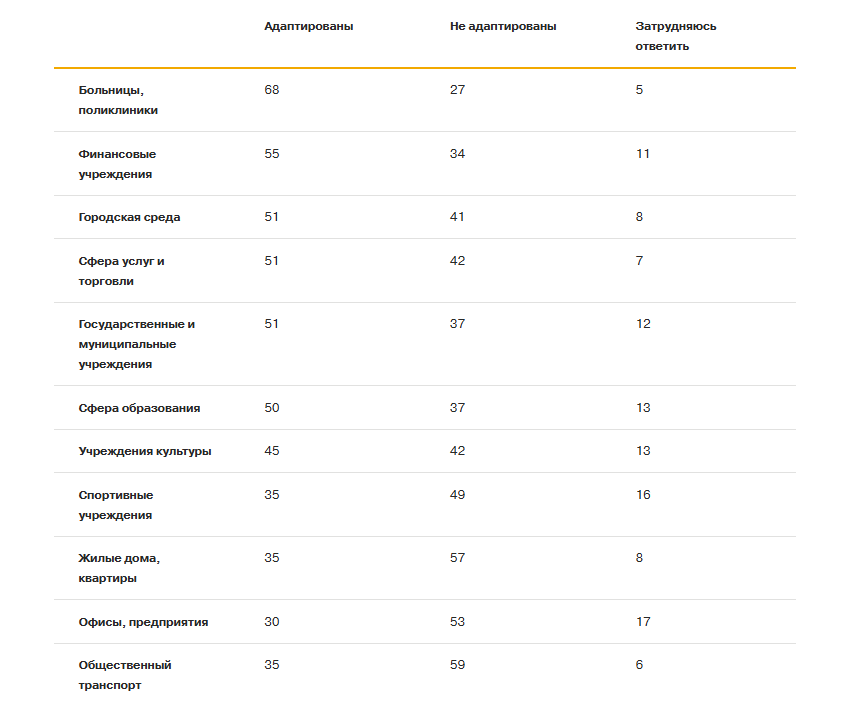 Адаптированы Не адаптированы Затрудняюсь
ответить
Больницы, 68 27 5
поликлиники
Финансовые 55 34 11
учреждения
Городская среда 51 41 8
Сфера услуг и 51 42 7
торговли
Государственные и 51 37 12
муниципальные
учреждения
Сфера образования 50 37 13
Учреждения культуры 45 42 13
Спортивные 35 49 16
учреждения
Жилые дома, 35 57 8
квартиры
Офисы, предприятия 30 53 17
Общественный 35 59 6
транспорт